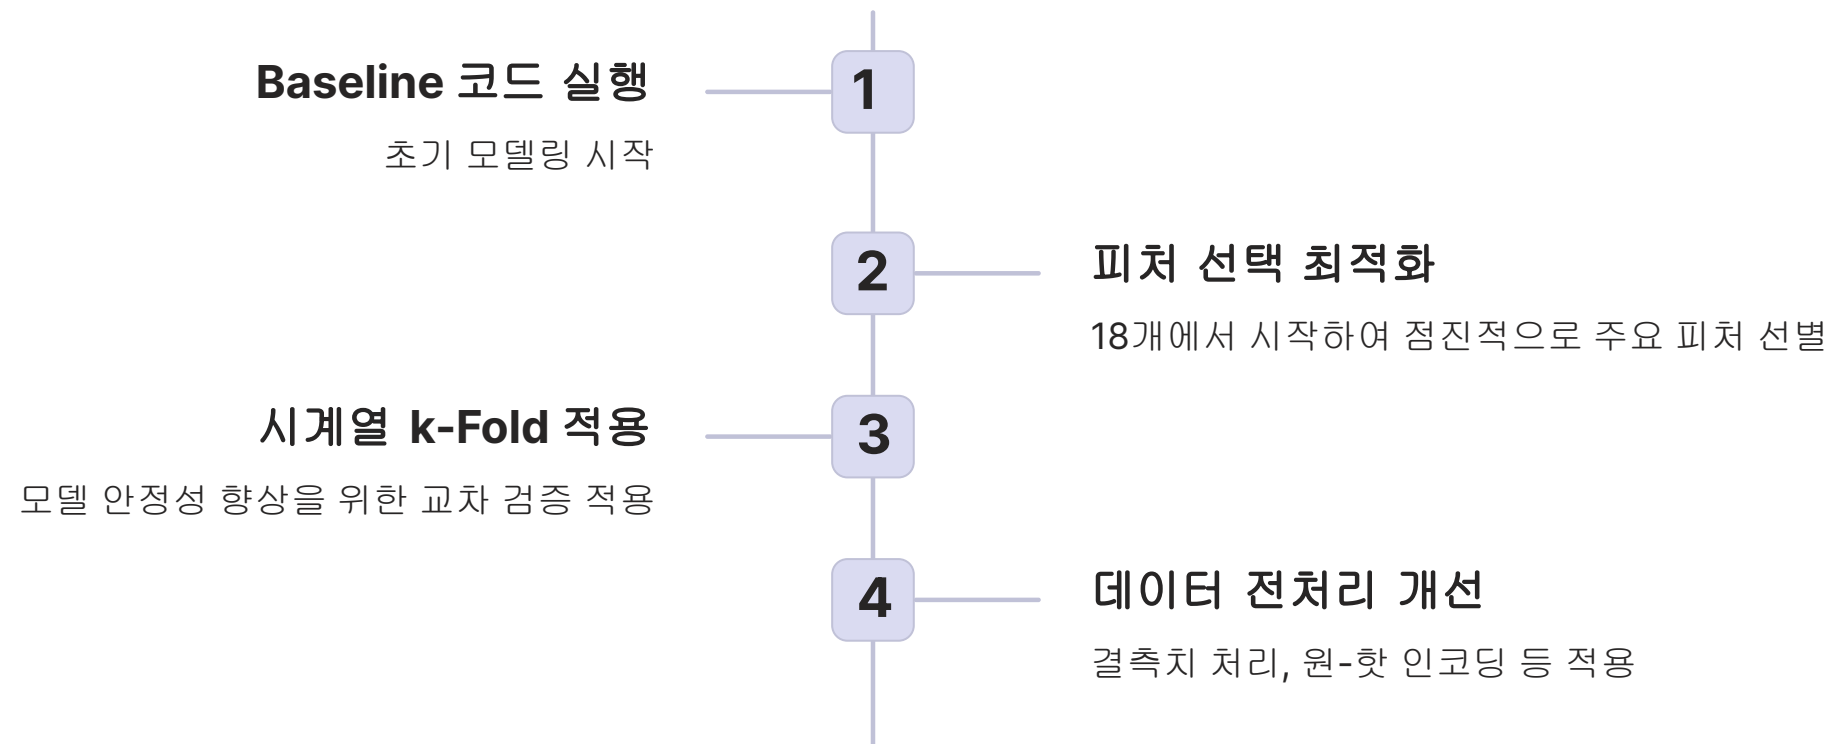 Baseline 코드 실행
1
초기 모델링 시작
2
피처 선택 최적화
18개에서 시작하여 점진적으로 주요 피처 선별
시계열 k-Fold 적용
3
모델 안정성 향상을 위한 교차 검증 적용
4
데이터 전처리 개선
결측치 처리, 원-핫 인코딩 등 적용